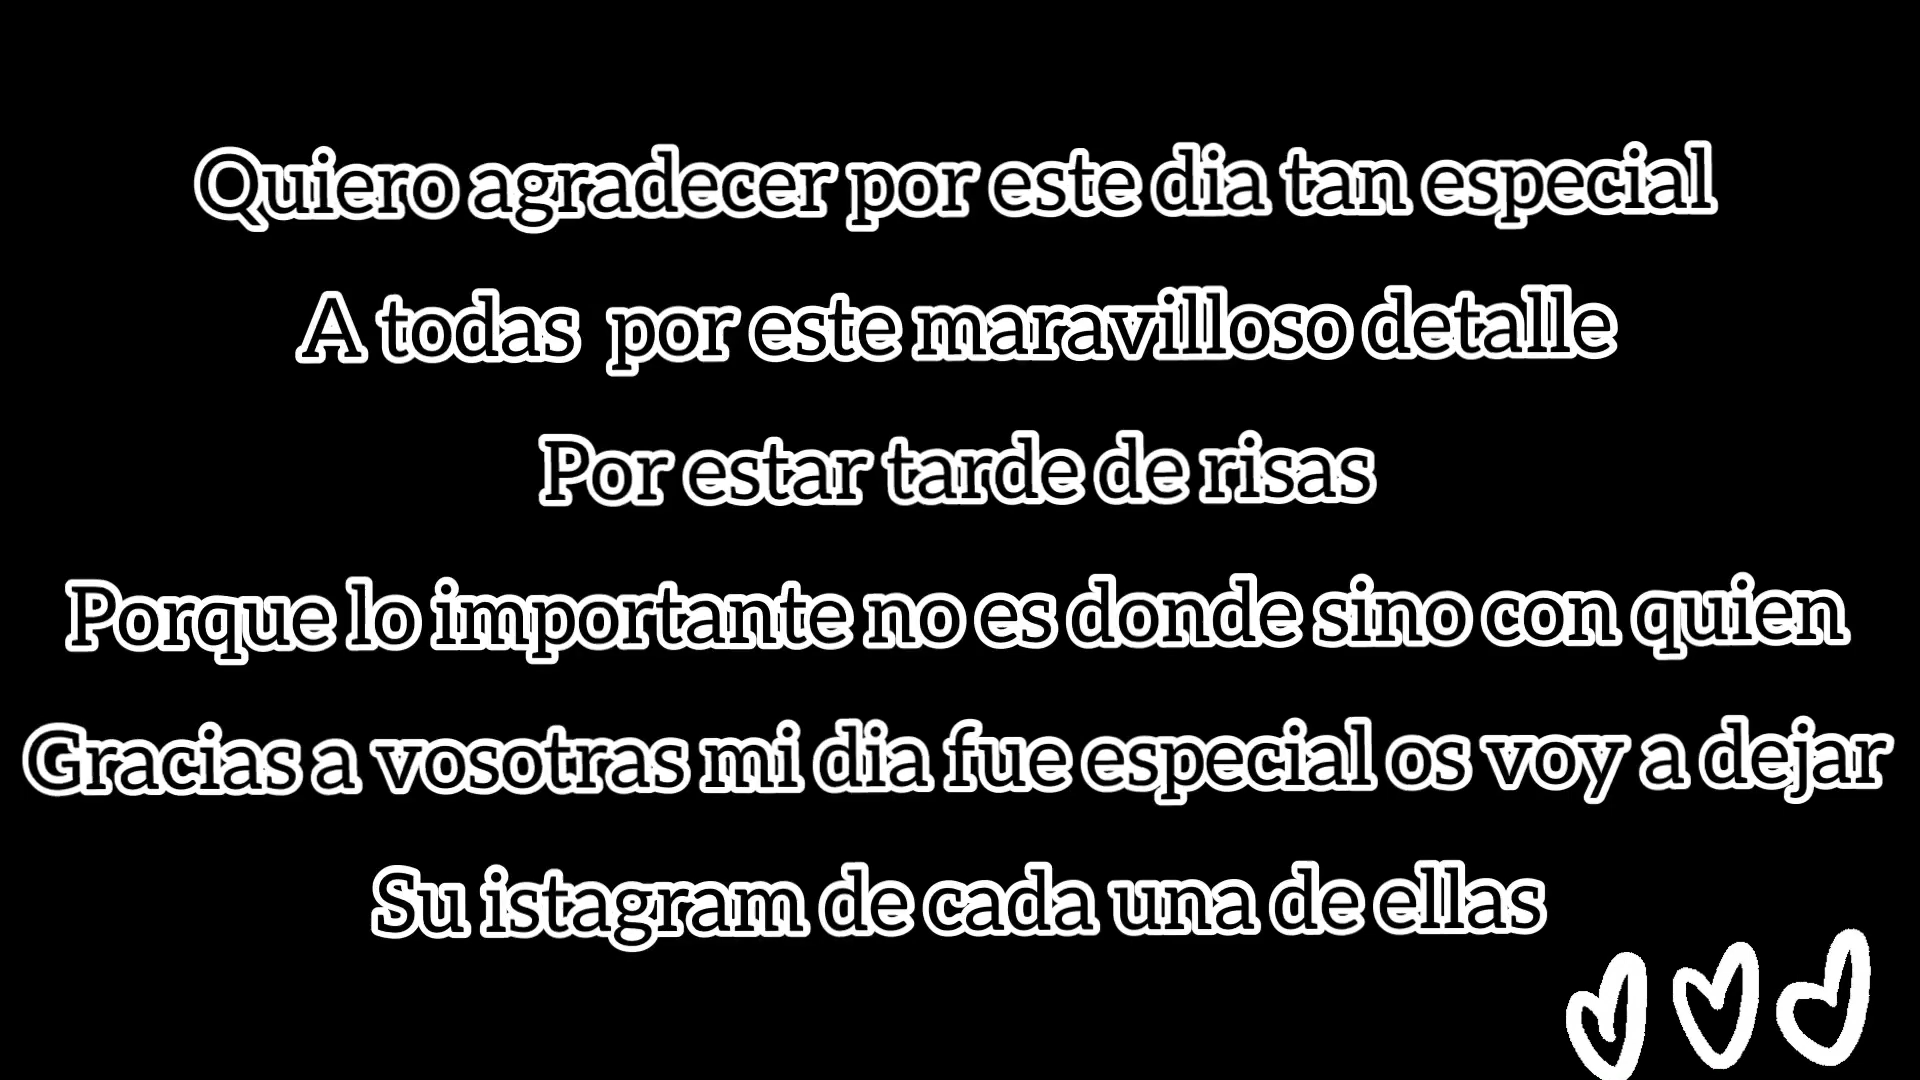 Quiero agradecer por este dia tan especial
A todas  por este maravilloso detalle
Por estar tarde de risas
Porque lo importante no es donde sino con quien
Gracias a vosotras mi dia fue especial os voy a dejar
Su istagram de cada una de ellas